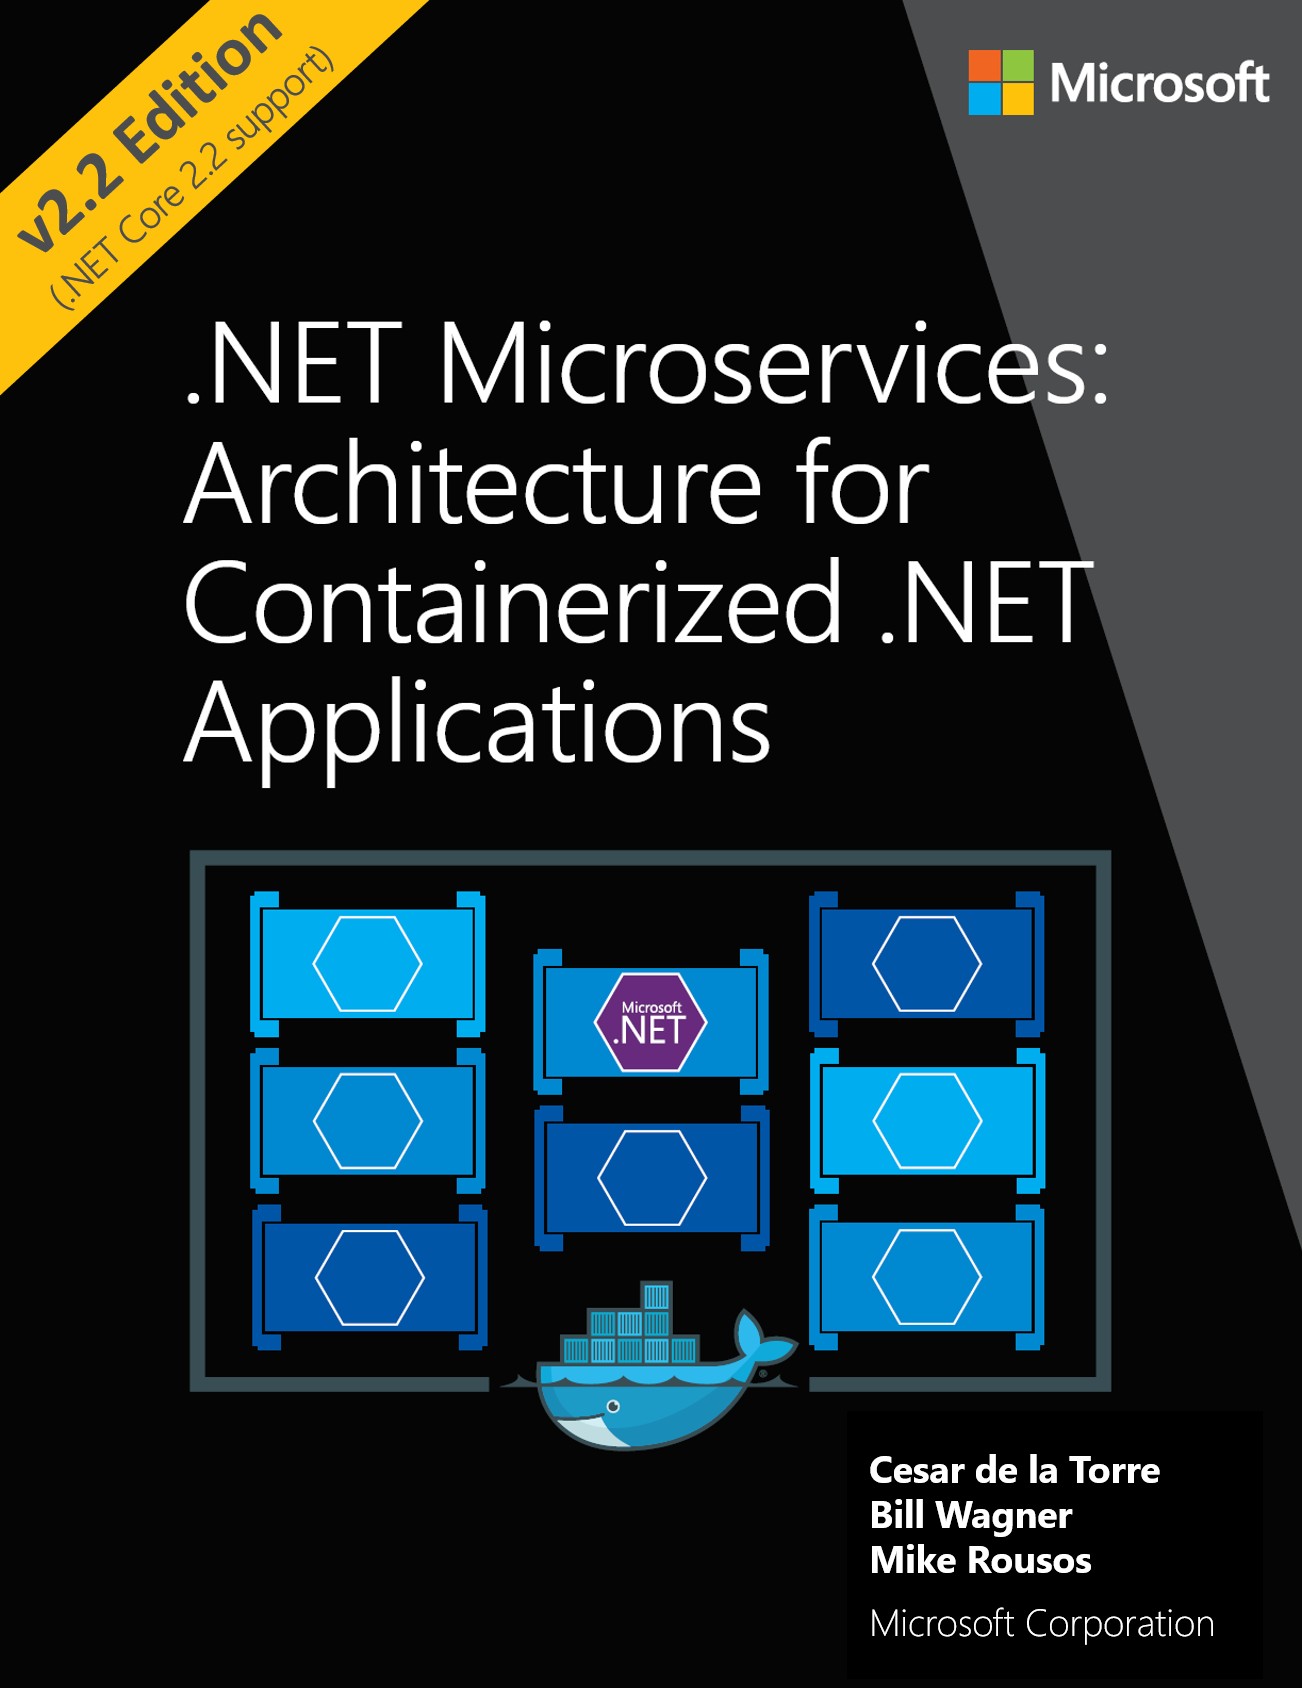 v2.2 Edition
(.NET Core 2.2 support)
Microsoft
.NET Microservices:
Architecture for
Containerized .NET
Applications
Microsoft
.NET
®
Cesar de la Torre
Bill Wagner
Mike Rousos
Microsoft Corporation